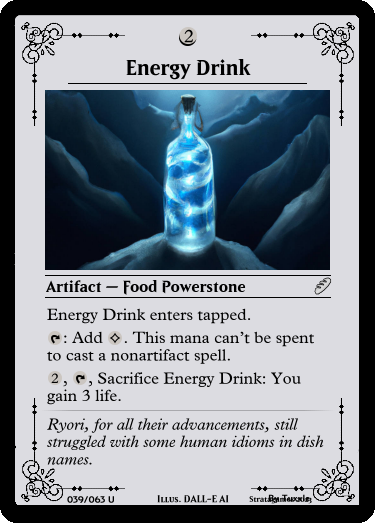 2
Energy Drink
Artifact — Food Powerstone
Energy Drink enters tapped.
: Add . This mana can't be spent
to cast a nonartifact spell.
2, , Sacrifice Energy Drink: You
gain 3 life.
Ryori, for all their advancements, still
struggled with some human idioms in dish
names.
039/063 U
Illus. DALL-E AI